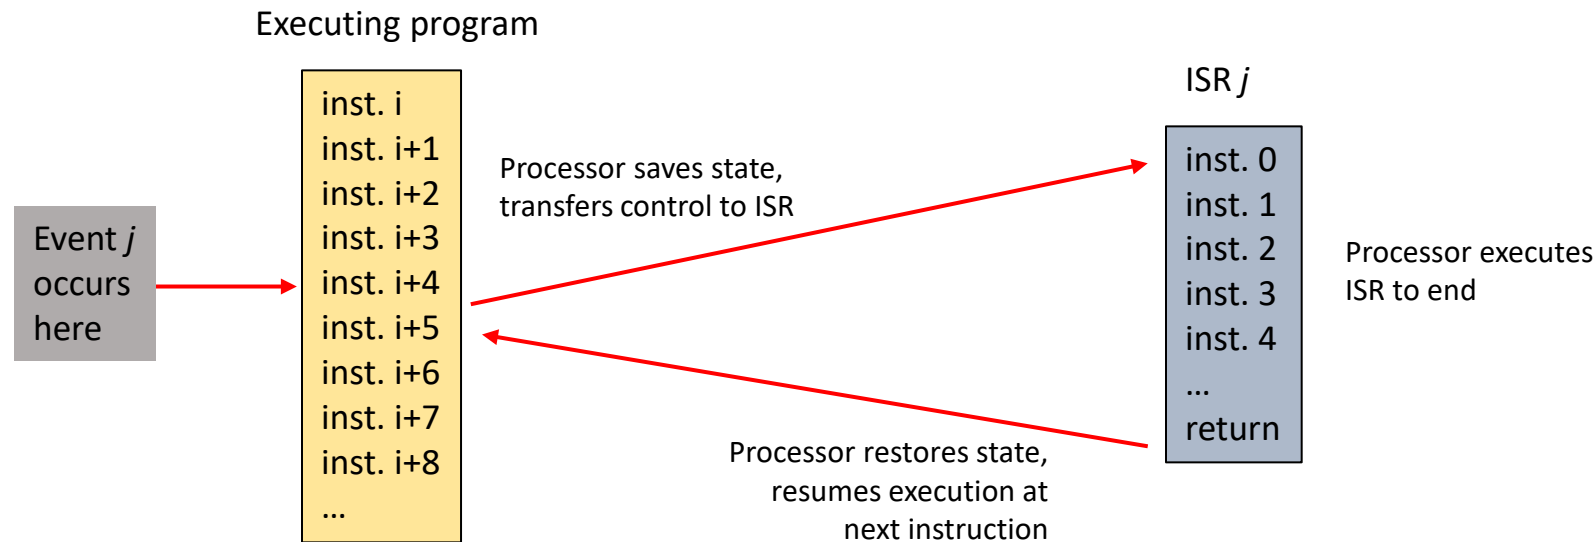 Executing program
Event j
occurs
here
inst. i
inst. i+1
inst. i+2
inst. i+3
inst. i+4
inst. i+5
inst. i+6
inst. i+7
inst. i+8
...
Processor saves state,
transfers control to ISR
Processor restores state,
resumes execution at
next instruction
ISR j
inst. 0
inst. 1
inst. 2
inst. 3
inst. 4
...
return
Processor executes
ISR to end